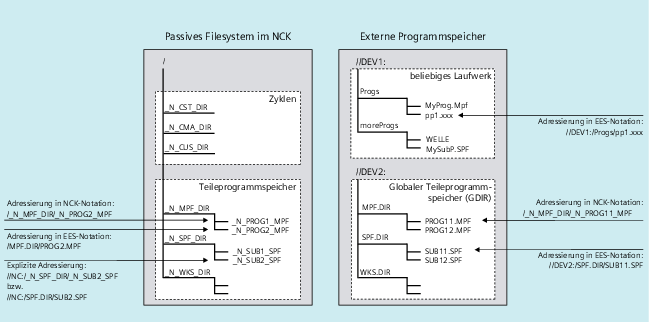 Passives Filesystem im NCK
/
Zyklen
_N_CST_DIR
_N_CMA_DIR
_N_CUS_DIR
Teileprogrammspeicher
_N_MPF_DIR
_N_PROG1_MPF
_N_PROG2_MPF
_N_SPF_DIR
_N_SUB1_SPF
_N_SUB2_SPF
_N_WKS_DIR
Adressierung in NCK-Notation:
/_N_MPF_DIR/_N_PROG2_MPF
Adressierung in EES-Notation:
/MPF.DIR/PROG2.MPF
Explizite Adressierung:
//NC:/_N_SPF_DIR/_N_SUB2_SPF
bzw.
//NC:/SPF.DIR/SUB2.SPF
Externe Programmspeicher
//DEV1:
beliebiges Laufwerk
Progs
MyProg.Mpf
pp1.xxx
moreProgs
WELLE
MySubP.SPF
//DEV2:
Globaler Teileprogramm-
speicher (GDIR)
MPF.DIR
PROG11.MPF
PROG12.MPF
SPF.DIR
SUB11.SPF
SUB12.SPF
WKS.DIR
Adressierung in EES-Notation:
//DEV1:/Progs/pp1.xxx
Adressierung in NCK-Notation:
/_N_MPF_DIR/_N_PROG11_MPF
Adressierung in EES-Notation:
//DEV2:/SPF.DIR/SUB11.SPF